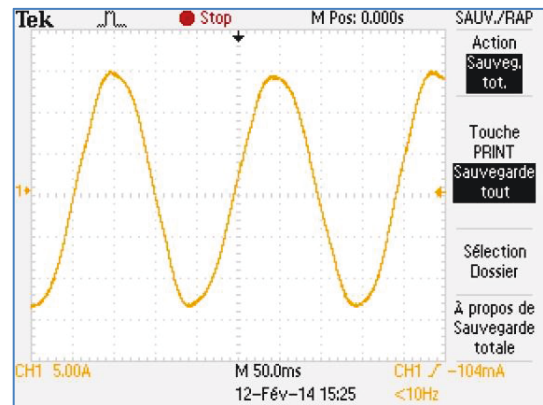 Tek Stop M Pos: 0.000s SAUV./RAP
Action
Sauveg.
tot.
Touche
PRINT
Sauvegarde
tout
Sélection
Dossier
À propos de
Sauvegarde
totale
1
CH1 5.00A M 50.0ms CH1 -104mA
12-Fév-14 15:25 <10Hz